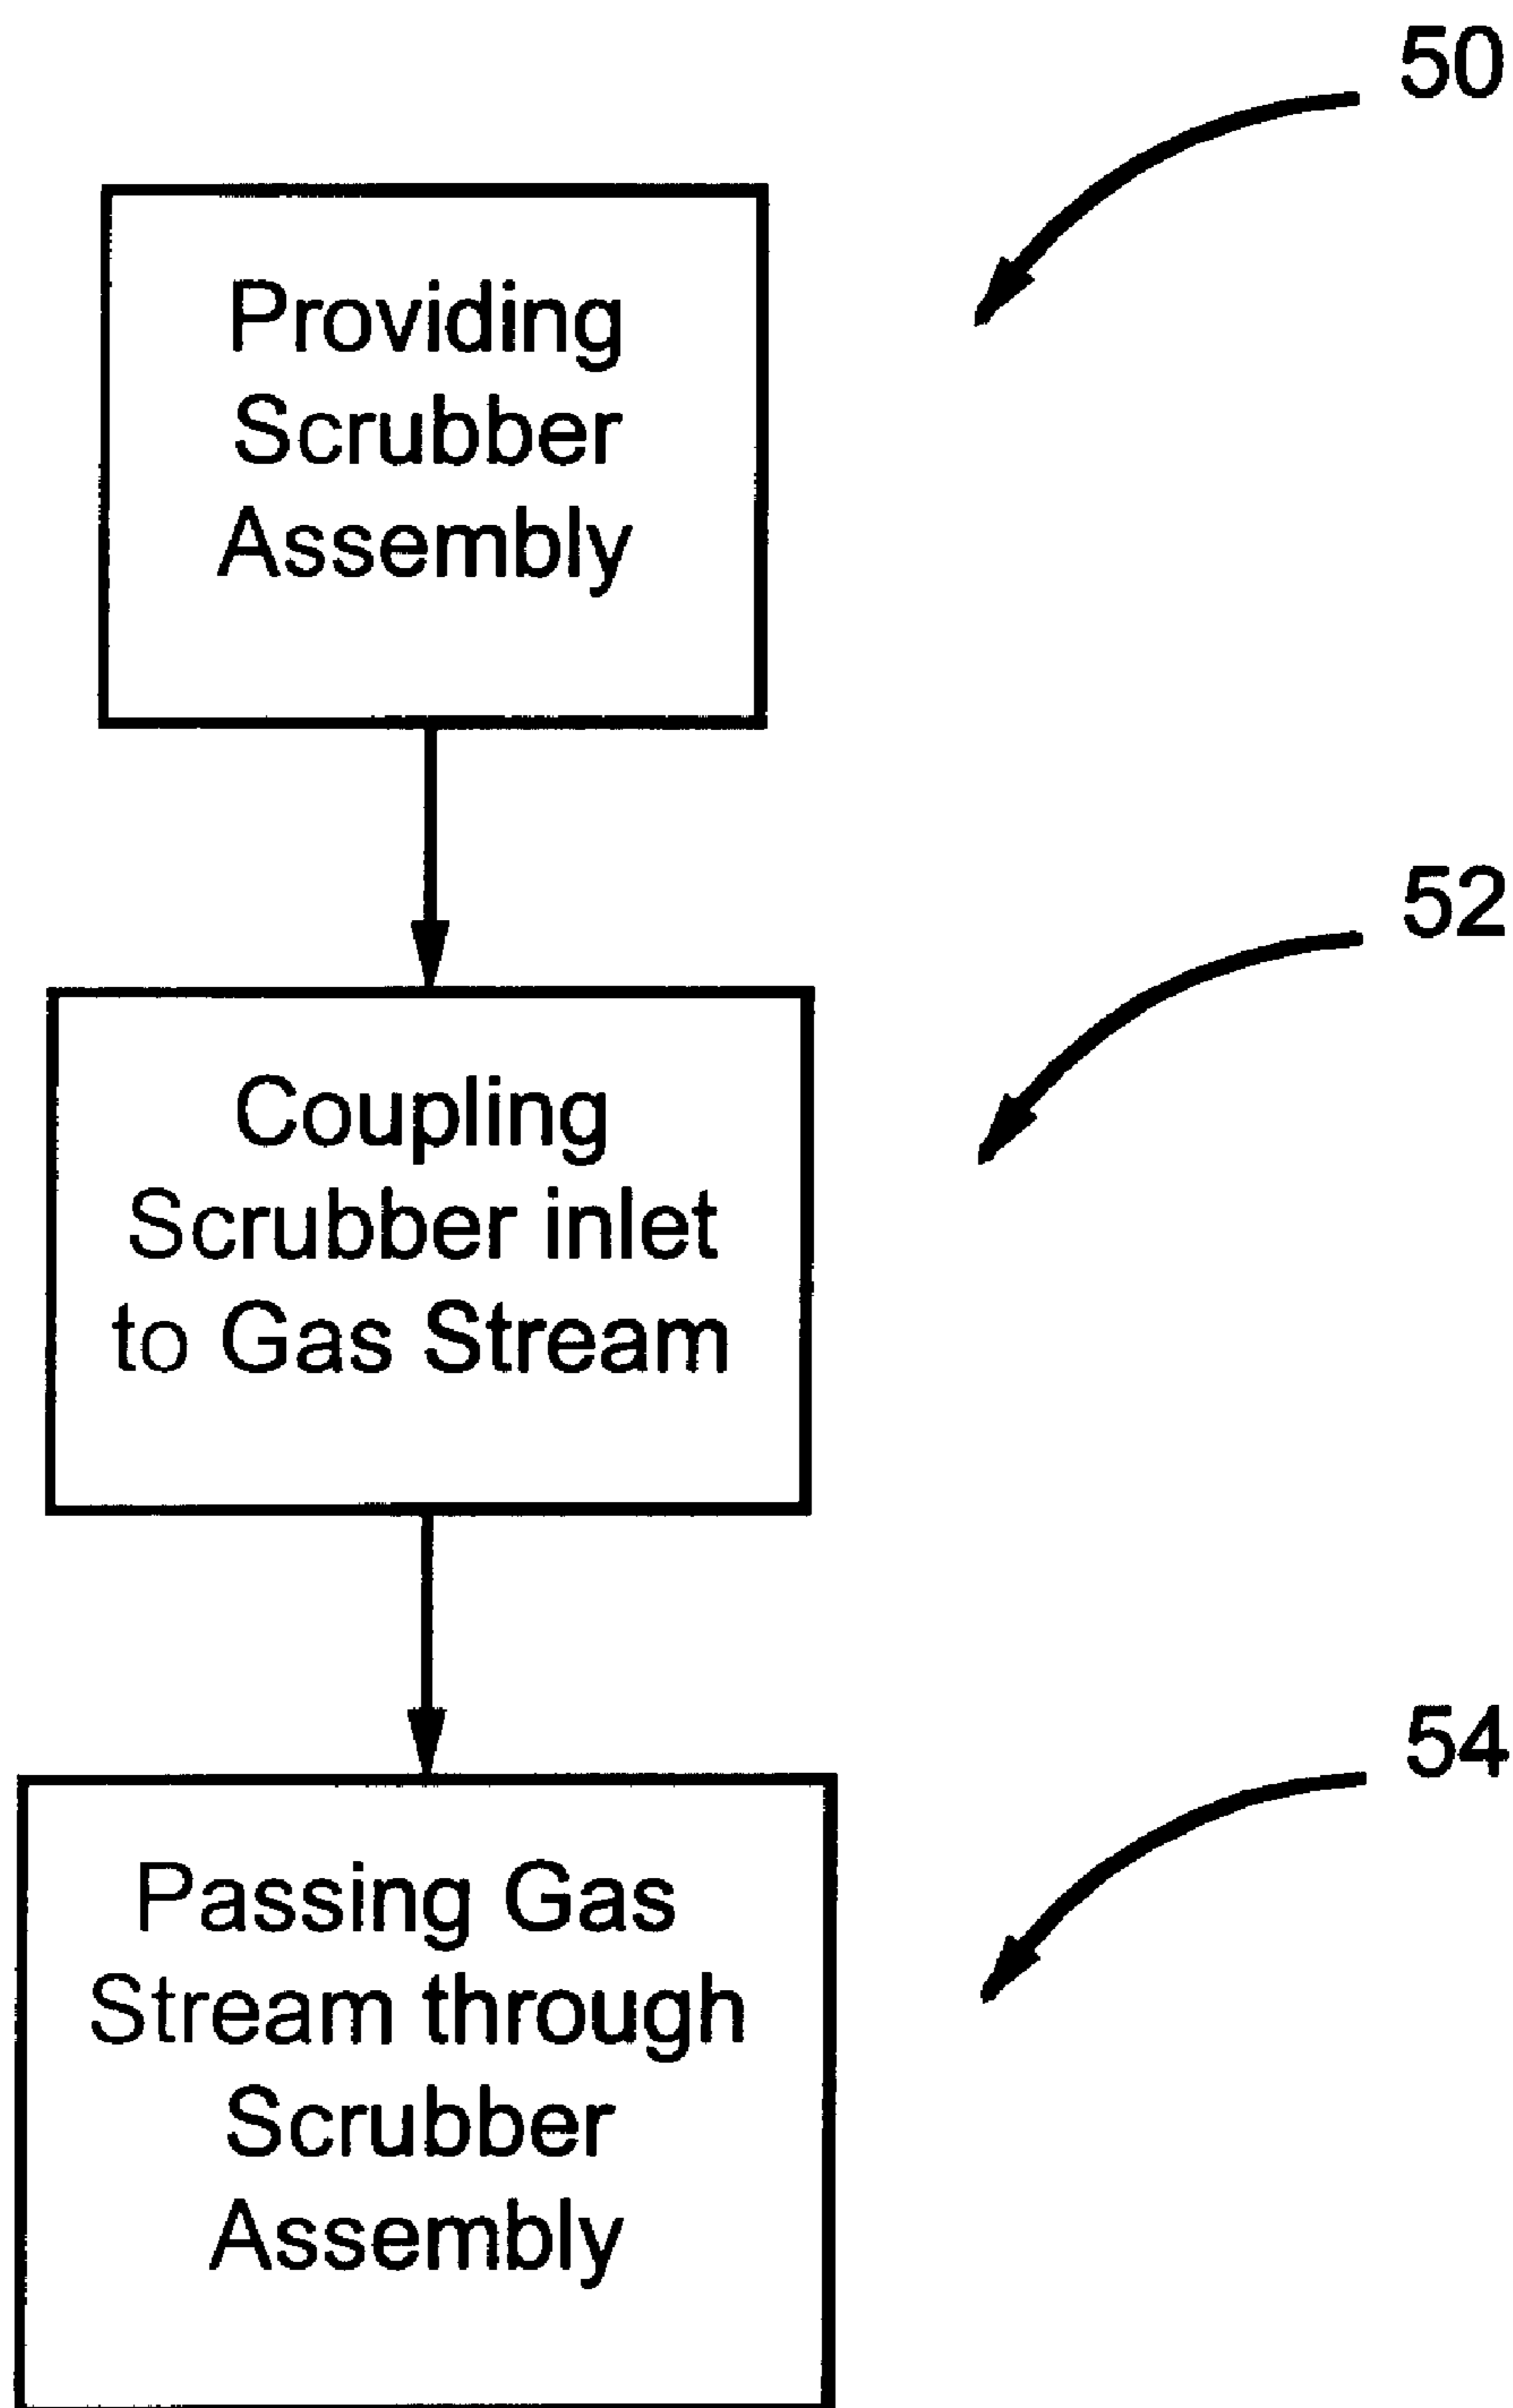 50
Providing
Scrubber
Assembly
52
Coupling
Scrubber inlet
to Gas Stream
54
Passing Gas
Stream through
Scrubber
Assembly